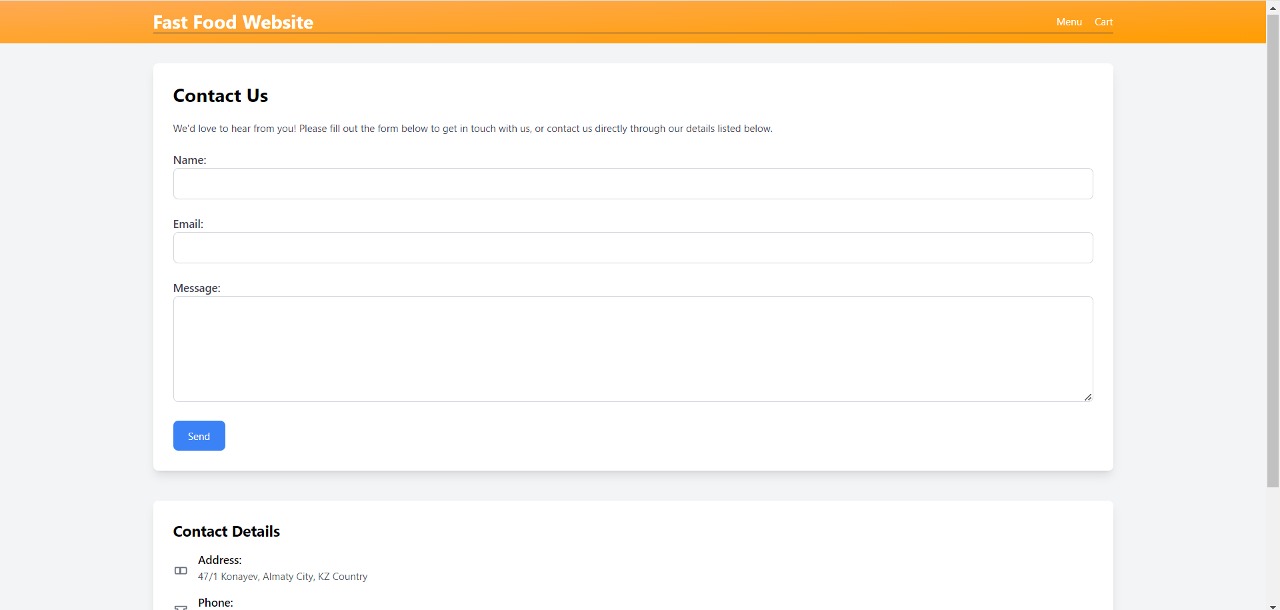 Fast Food Website
Menu Cart
Contact Us
We'd love to hear from you! Please fill out the form below to get in touch with us, or contact us directly through our details listed below.
Name:
Email:
Message:
Send
Contact Details
Address:
47/1 Konayev, Almaty City, KZ Country
Phone: